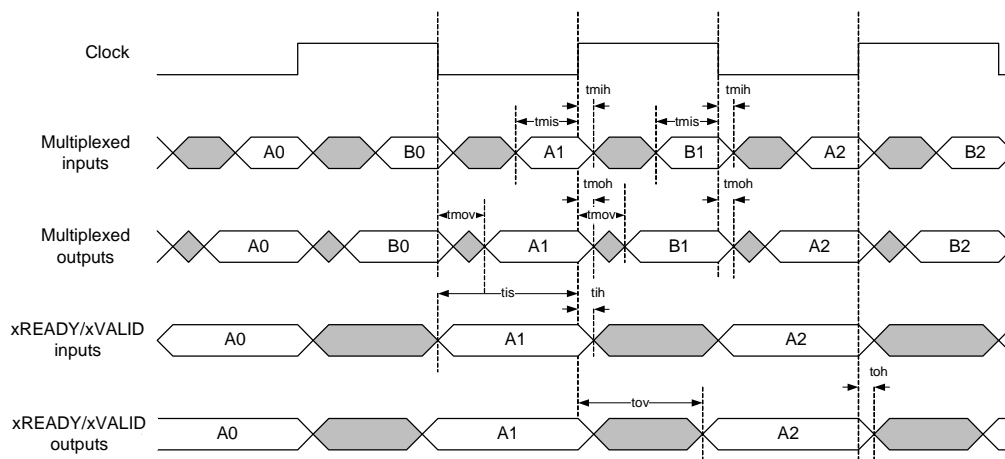 Clock
tmih
tmih
tmis
tmis
Multiplexed
inputs
A0
B0
A1
B1
A2
B2
tmoh
tmoh
tmov
tmov
Multiplexed
outputs
A0
B0
A1
B1
A2
B2
tis
tih
xREADY/xVALID
inputs
A0
A1
A2
toh
tov
xREADY/xVALID
outputs
A0
A1
A2